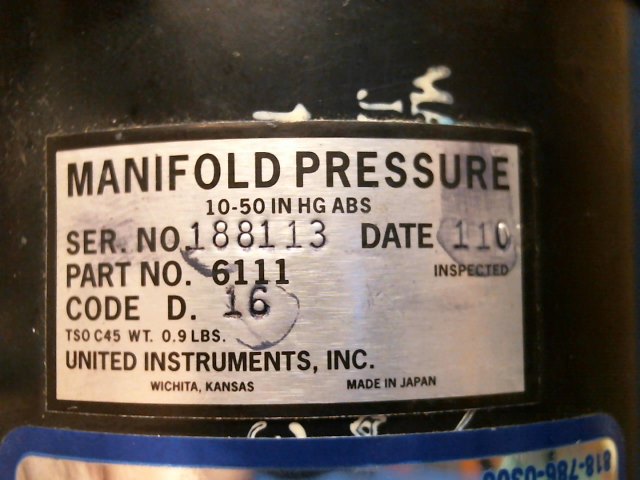 MANIFOLD PRESSURE
10-50 IN HG ABS
SER. NO. 188113 DATE 110
PART NO. 6111 INSPECTED
CODE D. 16
TSO C45 WT. 0.9 LBS.
UNITED INSTRUMENTS, INC.
WICHITA, KANSAS MADE IN JAPAN